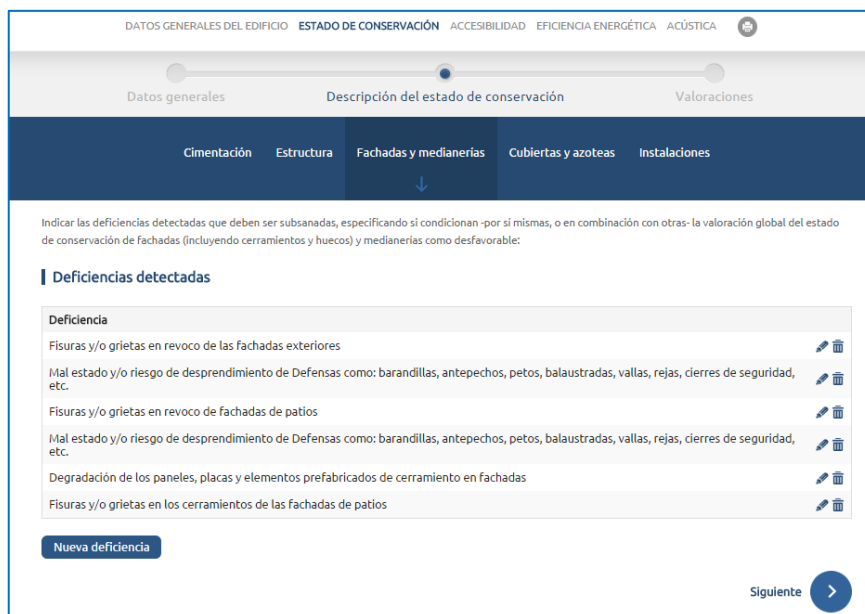 DATOS GENERALES DEL EDIFICIO ESTADO DE CONSERVACIÓN ACCESIBILIDAD EFICIENCIA ENERGÉTICA ACÚSTICA
Datos generales Descripción del estado de conservación Valoraciones
Cimentación Estructura Fachadas y medianerías Cubiertas y azoteas Instalaciones
Indicar las deficiencias detectadas que deben ser subsanadas, especificando si condicionan -por sí mismas, o en combinación con otras- la valoración global del estado
de conservación de fachadas (incluyendo cerramientos y huecos) y medianerías como desfavorable:
Deficiencias detectadas
Deficiencia
Fisuras y/o grietas en revoco de las fachadas exteriores
Mal estado y/o riesgo de desprendimiento de Defensas como: barandillas, antepechos, petos, balaustradas, vallas, rejas, cierres de seguridad,
etc.
Fisuras y/o grietas en revoco de fachadas de patios
Mal estado y/o riesgo de desprendimiento de Defensas como: barandillas, antepechos, petos, balaustradas, vallas, rejas, cierres de seguridad,
etc.
Degradación de los paneles, placas y elementos prefabricados de cerramiento en fachadas
Fisuras y/o grietas en los cerramientos de las fachadas de patios
Nueva deficiencia
Siguiente